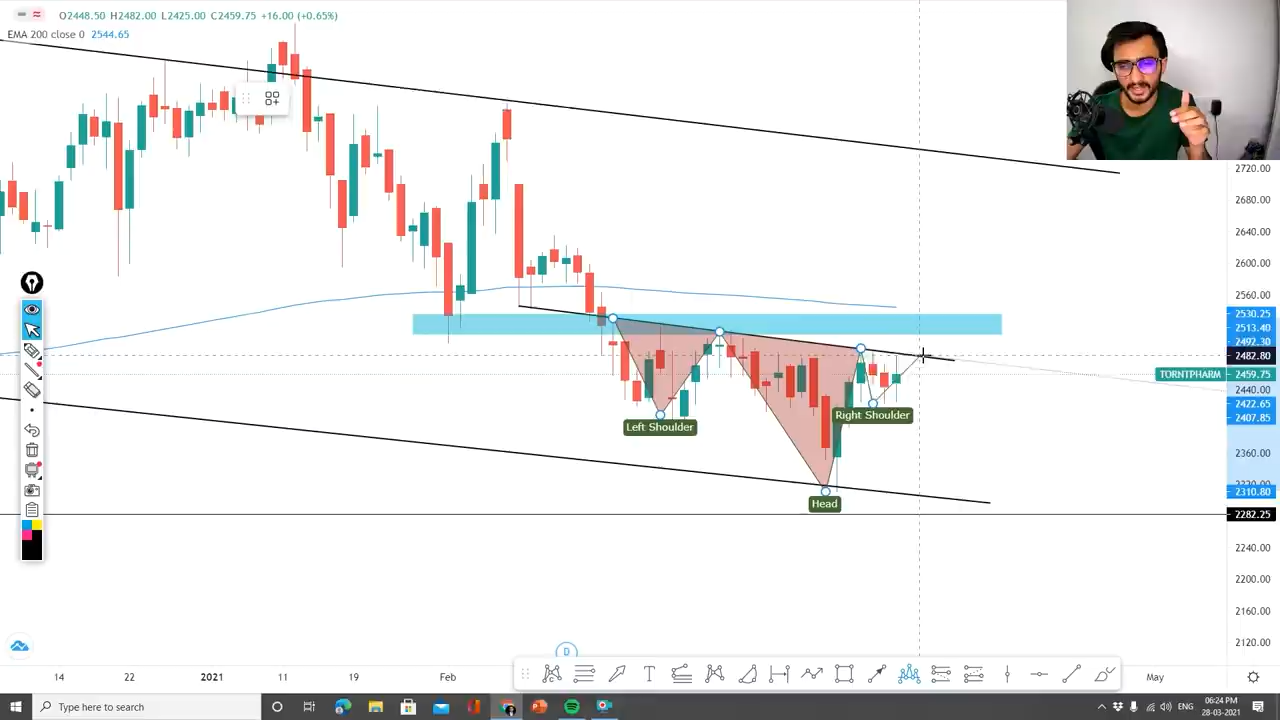 O2448.50 H2482.00 L2425.00 C2459.75 +16.00 (+0.65%)
EMA 200 close 0 2544.65
2720.00
2680.00
2640.00
2600.00
2560.00
2530.25
2513.40
2492.30
2482.80
TORNTPHARM 2459.75
2440.00
2422.65
2407.85
Left Shoulder
Right Shoulder
2360.00
2310.80
Head
2282.25
2240.00
2200.00
2160.00
2120.00
D
14 22 2021 11 19 Feb May
Type here to search
ENG
06:24 PM
28-03-2021